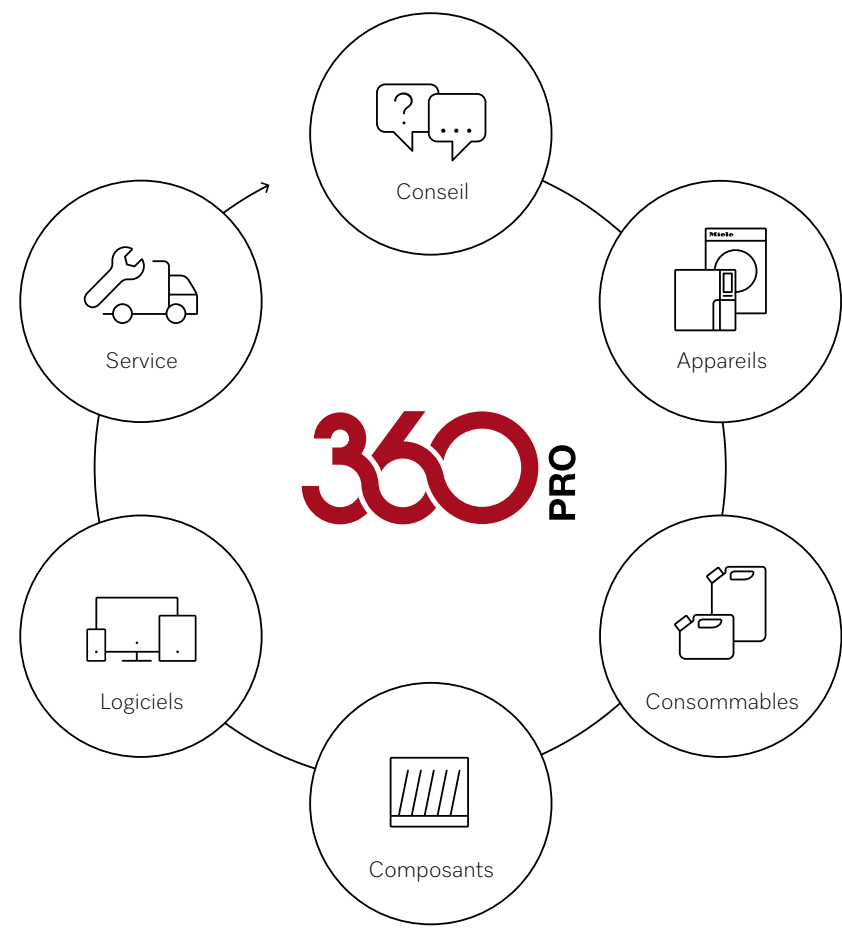 Conseil
Miele
Appareils
Service
360 PRO
Logiciels
Consommables
Composants